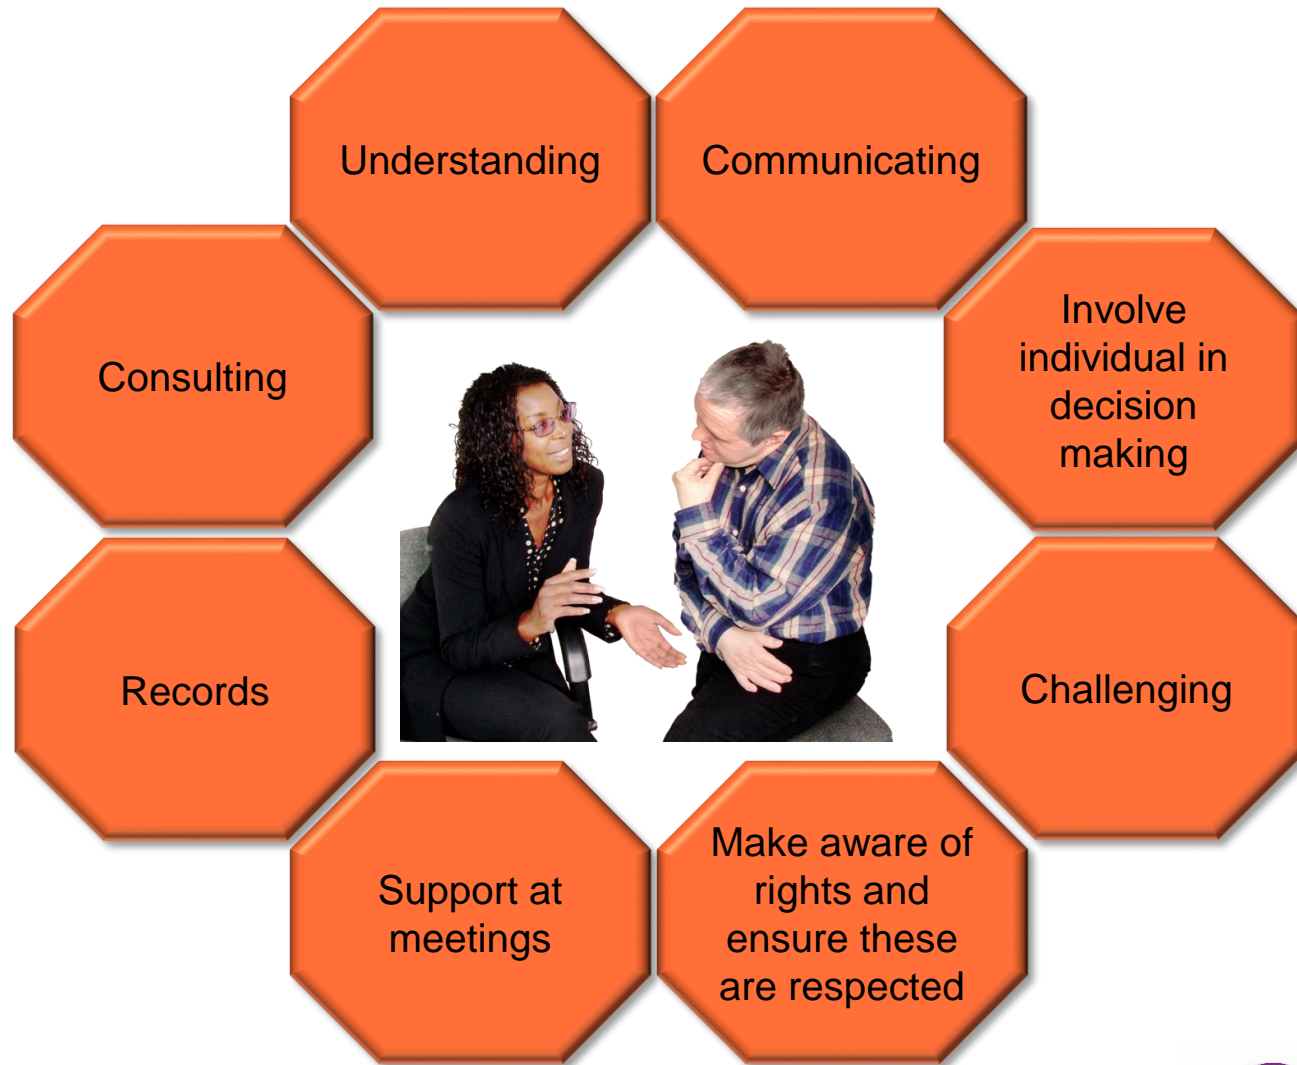 Understanding
Communicating
Involve
individual in
decision
making
Challenging
Make aware of
rights and
ensure these
are respected
Support at
meetings
Records
Consulting